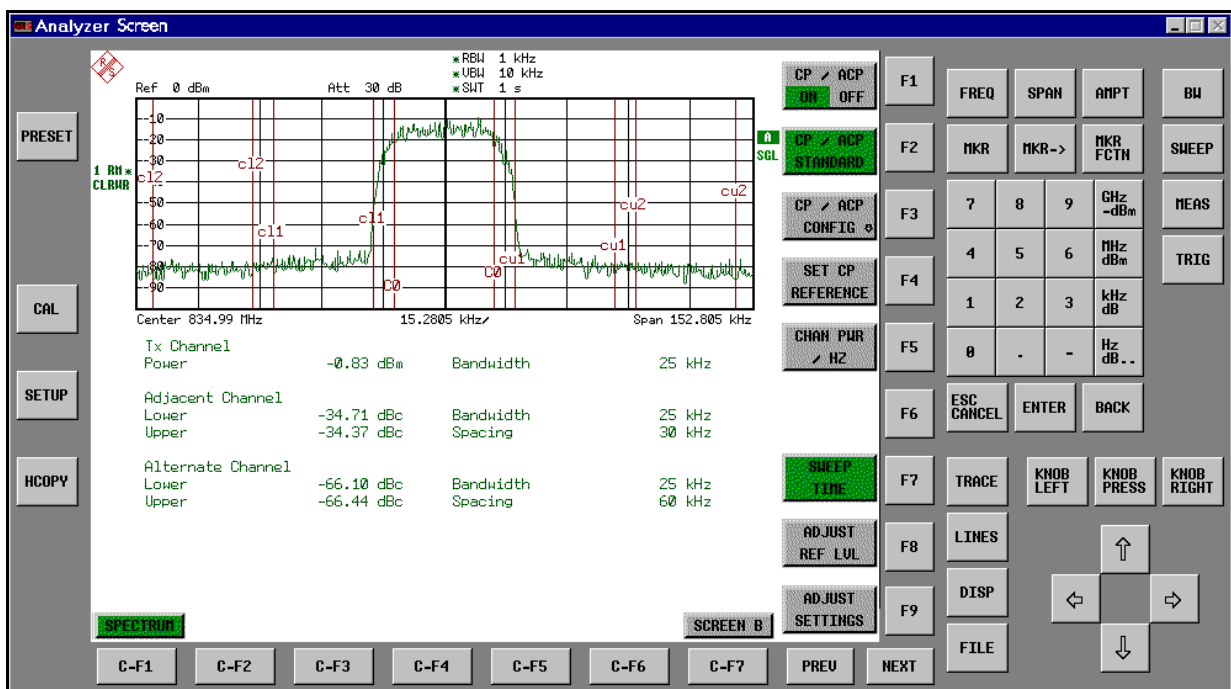 Analyzer Screen
R S
* RBW 1 kHz
* VBW 10 kHz
Ref 0 dBm Att 30 dB * SWT 1 s
-10
-20
-30
-50
-60
-70
-80
-90
1 RM *
CLRWR
A
SGL
cl2
cl2
cl1
cl1
C0
C0
cu1
cu1
cu2
cu2
Center 834.99 MHz 15.2805 kHz/ Span 152.805 kHz
Tx Channel
Power -0.83 dBm Bandwidth 25 kHz
Adjacent Channel
Lower -34.71 dBc Bandwidth 25 kHz
Upper -34.37 dBc Spacing 30 kHz
Alternate Channel
Lower -66.10 dBc Bandwidth 25 kHz
Upper -66.44 dBc Spacing 60 kHz
SPECTRUM SCREEN B
PRESET
CAL
SETUP
HCOPY
CP / ACP
ON OFF
CP / ACP
STANDARD
CP / ACP
CONFIG
SET CP
REFERENCE
CHAN PWR
/ HZ
SWEEP
TIME
ADJUST
REF LVL
ADJUST
SETTINGS
F1
F2
F3
F4
F5
F6
F7
F8
F9
FREQ SPAN AMPT BW
MKR MKR-> MKR FCTN SWEEP
7 8 9 GHz -dBm MEAS
4 5 6 MHz dBm TRIG
1 2 3 kHz dB
0 . - Hz dB..
ESC CANCEL ENTER BACK
TRACE KNOB LEFT KNOB PRESS KNOB RIGHT
LINES
DISP
FILE
C-F1 C-F2 C-F3 C-F4 C-F5 C-F6 C-F7 PREV NEXT